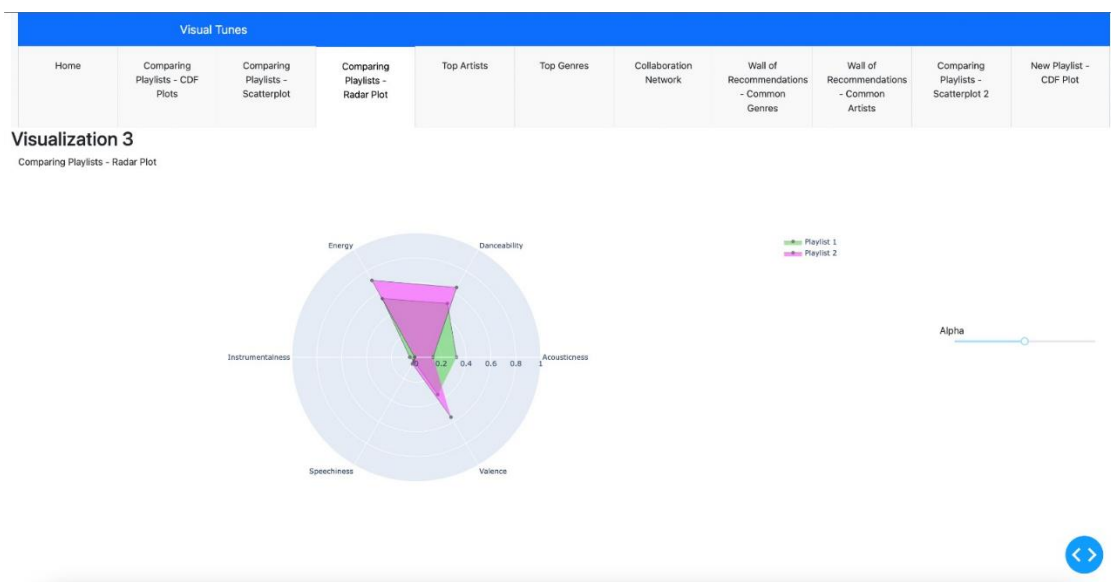 Visual Tunes
Home
Comparing
Playlists - CDF
Plots
Comparing
Playlists -
Scatterplot
Comparing
Playlists -
Radar Plot
Top Artists
Top Genres
Collaboration
Network
Wall of
Recommendations
- Common
Genres
Wall of
Recommendations
- Common
Artists
Comparing
Playlists -
Scatterplot 2
New Playlist -
CDF Plot
Visualization 3
Comparing Playlists - Radar Plot
Energy
Danceability
Playlist 1
Playlist 2
Alpha
Instrumentalness
0 0.2 0.4 0.6 0.8 1
Acousticness
Speechiness
Valence